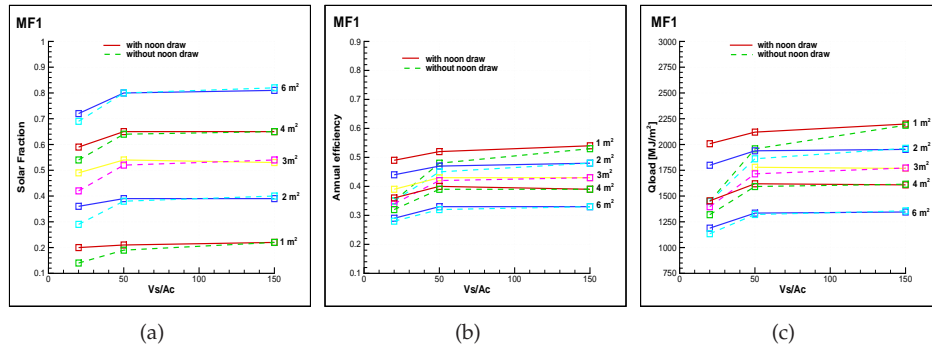 MF1
with noon draw
without noon draw
1
0.9
0.8
0.7
0.6
0.5
0.4
0.3
0.2
0.1
Solar Fraction
6 m²
4 m²
3m²
2 m²
1 m²
0 50 100 150
Vs/Ac
(a)
MF1
with noon draw
without noon draw
0.9
0.8
0.7
0.6
0.5
0.4
0.3
0.2
0.1
Annual efficiency
1 m²
2 m²
3m²
4 m²
6 m²
0 50 100 150
Vs/Ac
(b)
MF1
with noon draw
without noon draw
3000
2750
2500
2250
2000
1750
1500
1250
1000
750
Qload [MJ/m²]
1 m²
2 m²
3m²
4 m²
6 m²
0 50 100 150
Vs/Ac
(c)